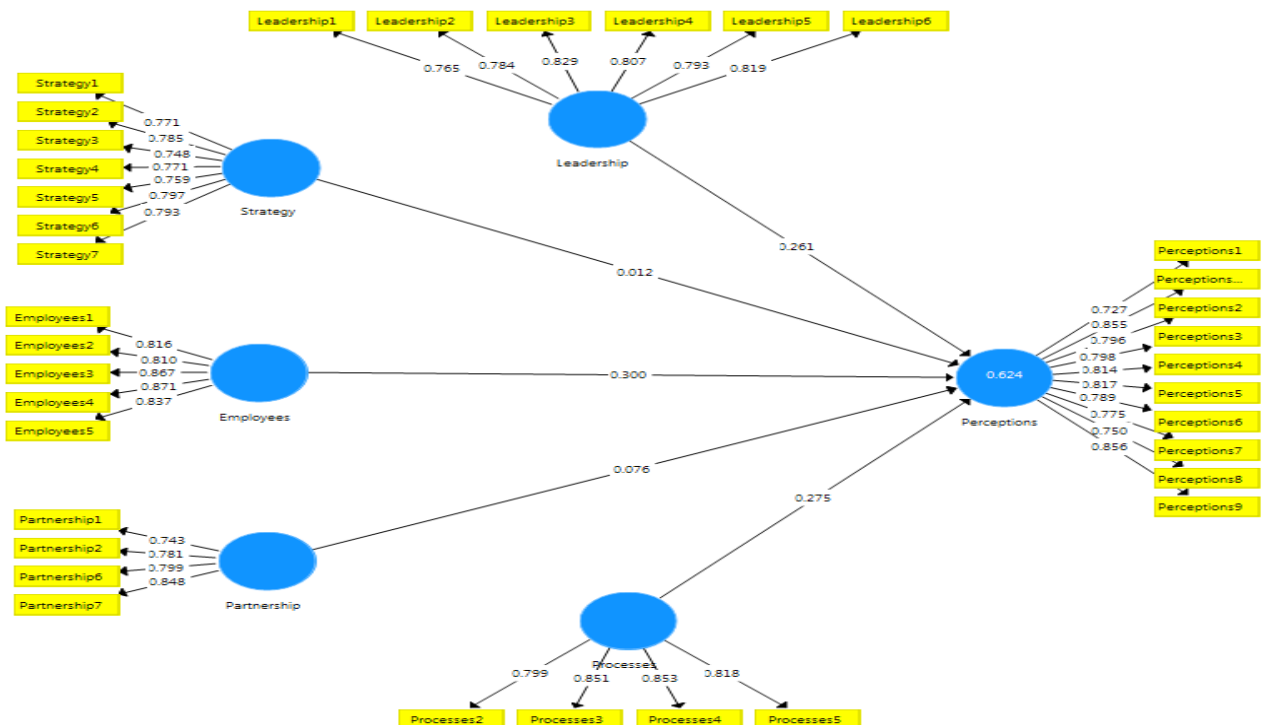 Leadership1 Leadership2 Leadership3 Leadership4 Leadership5 Leadership6
0.765 0.784 0.829 0.807 0.793 0.819
Leadership
Strategy1
Strategy2
Strategy3
Strategy4
Strategy5
Strategy6
Strategy7
0.771
0.785
0.748
0.771
0.759
0.797
0.793
Strategy
0.261
0.012
Employees1
Employees2
Employees3
Employees4
Employees5
0.816
0.810
0.867
0.871
0.837
Employees
0.300
Perceptions1
Perceptions...
Perceptions2
Perceptions3
Perceptions4
Perceptions5
Perceptions6
Perceptions7
Perceptions8
Perceptions9
0.727
0.855
0.796
0.798
0.814
0.817
0.789
0.775
0.750
0.856
0.624
Perceptions
0.076
0.275
Partnership1
Partnership2
Partnership6
Partnership7
0.743
0.781
0.799
0.848
Partnership
Processes
0.799 0.851 0.853 0.818
Processes2 Processes3 Processes4 Processes5